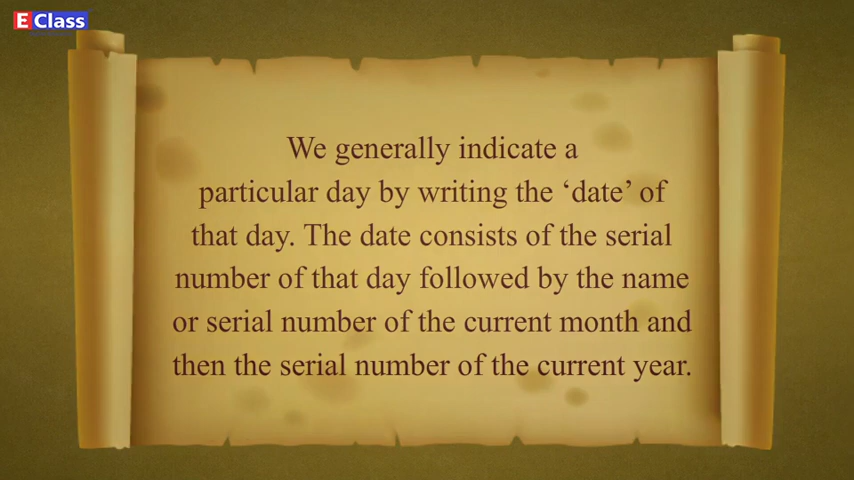 E Class
We generally indicate a
particular day by writing the ‘date’ of
that day. The date consists of the serial
number of that day followed by the name
or serial number of the current month and
then the serial number of the current year.